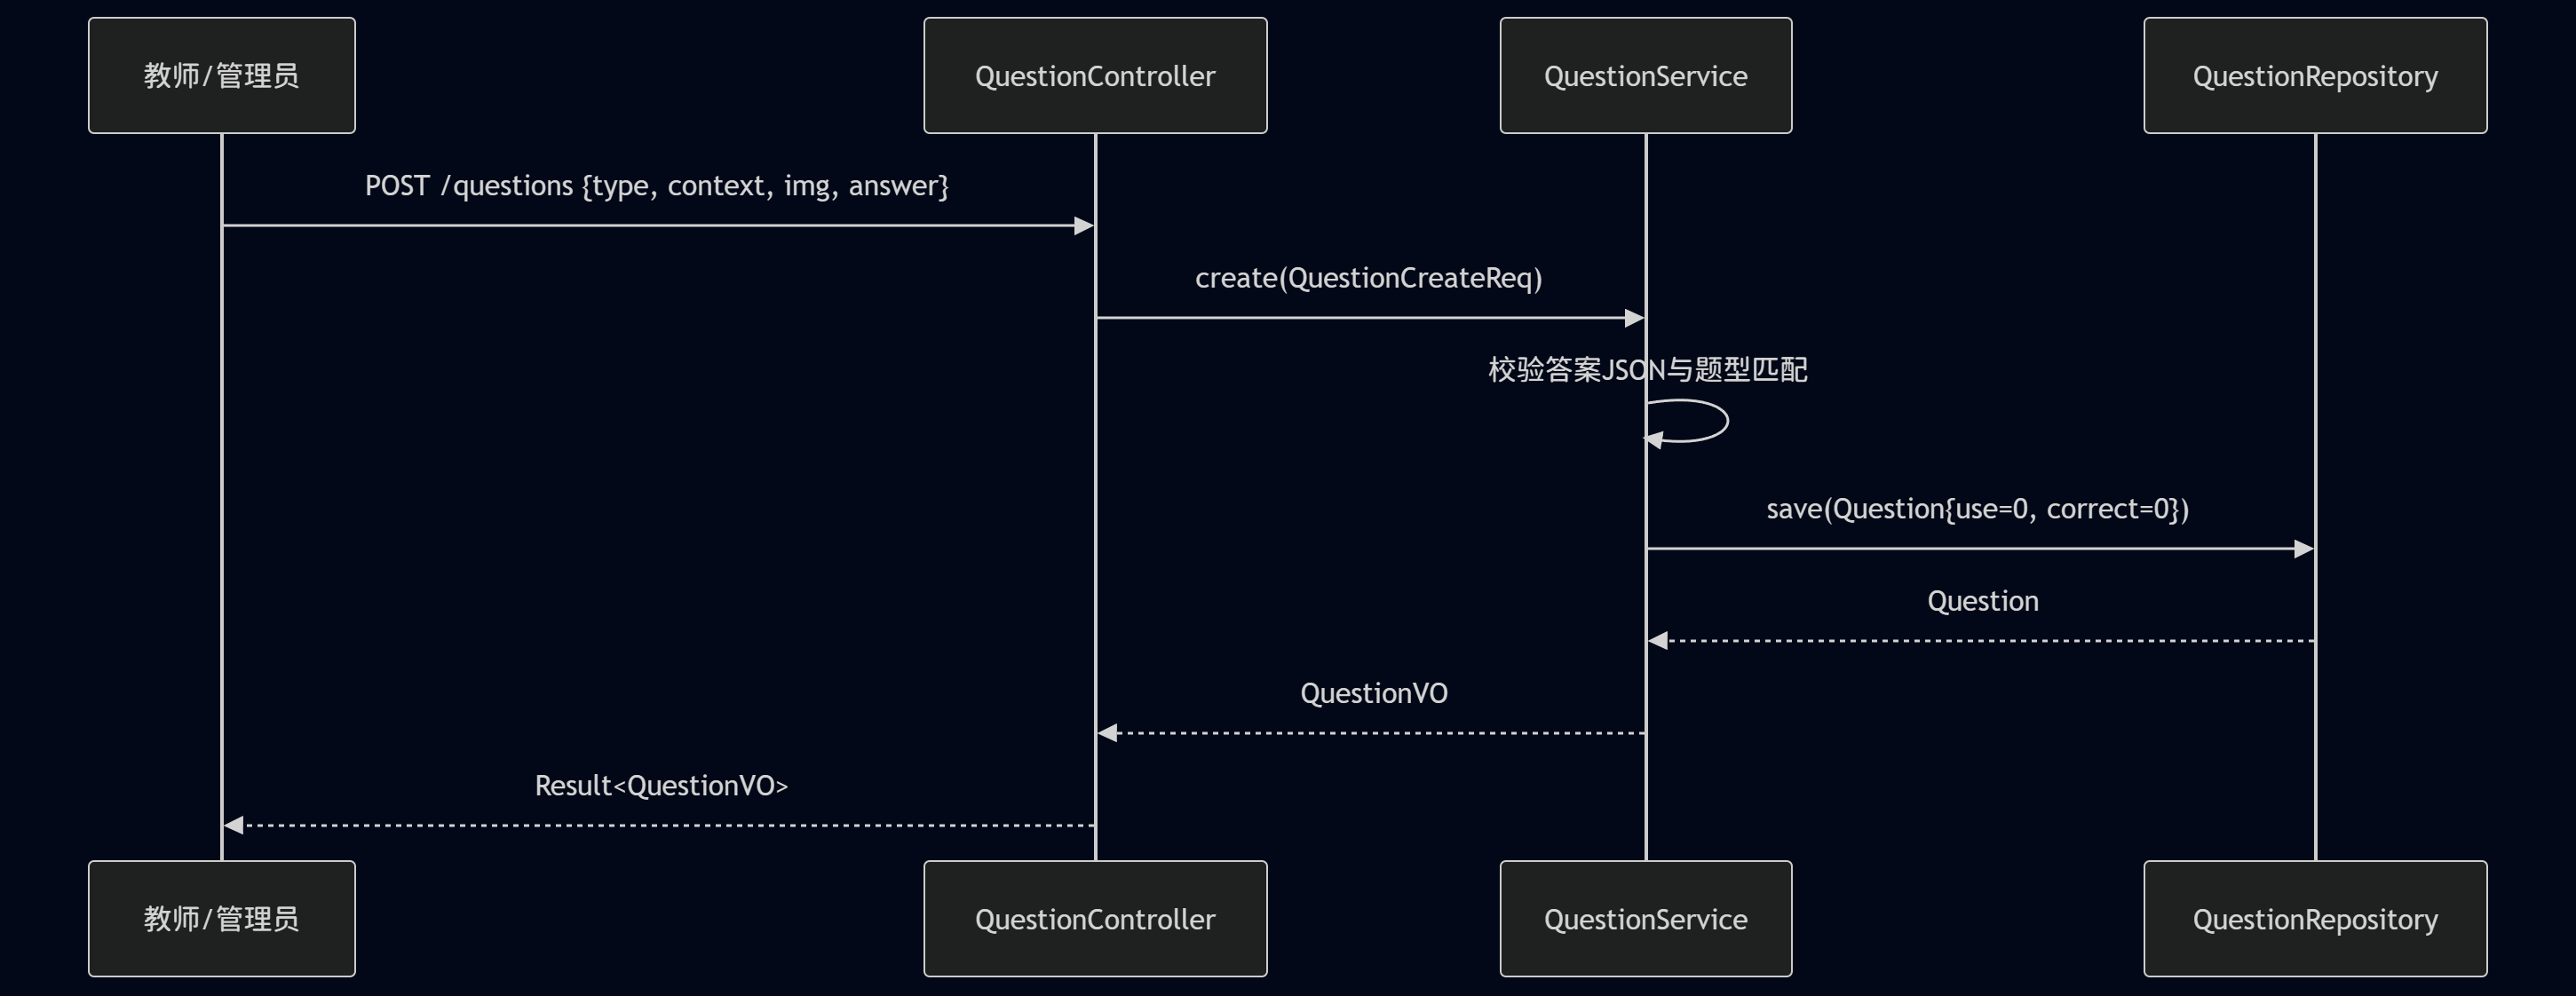 教师/管理员
QuestionController
QuestionService
QuestionRepository
POST /questions {type, context, img, answer}
create(QuestionCreateReq)
校验答案JSON与题型匹配
save(Question{use=0, correct=0})
Question
QuestionVO
Result<QuestionVO>
教师/管理员
QuestionController
QuestionService
QuestionRepository